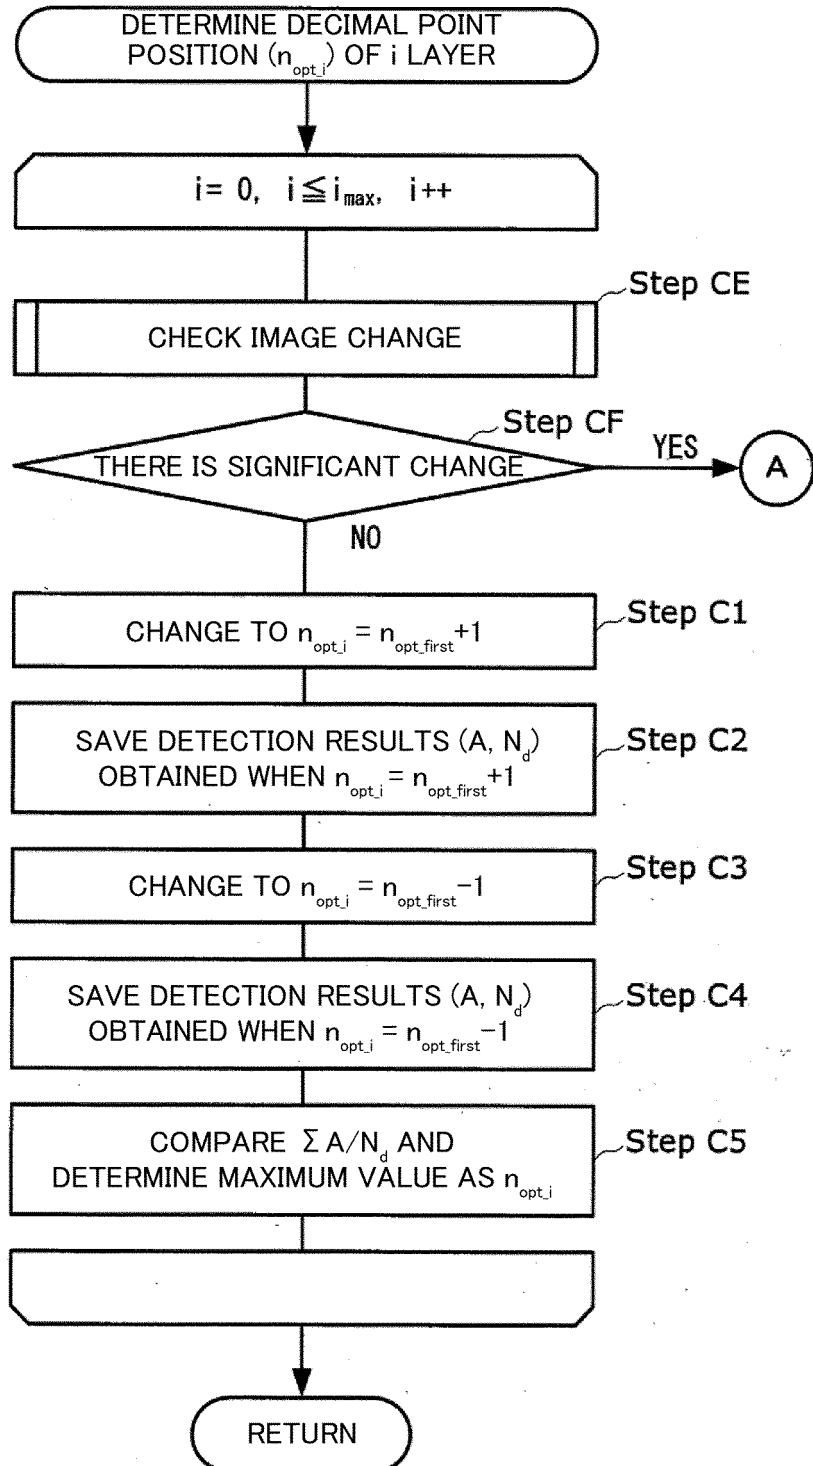 DETERMINE DECIMAL POINT
POSITION (n_opt_i) OF i LAYER
i= 0, i≦i_max, i++
Step CE
CHECK IMAGE CHANGE
Step CF
THERE IS SIGNIFICANT CHANGE
YES
A
NO
Step C1
CHANGE TO n_opt_i = n_opt_first+1
Step C2
SAVE DETECTION RESULTS (A, N_d)
OBTAINED WHEN n_opt_i = n_opt_first+1
Step C3
CHANGE TO n_opt_i = n_opt_first−1
Step C4
SAVE DETECTION RESULTS (A, N_d)
OBTAINED WHEN n_opt_i = n_opt_first−1
Step C5
COMPARE Σ A/N_d AND
DETERMINE MAXIMUM VALUE AS n_opt_i
RETURN